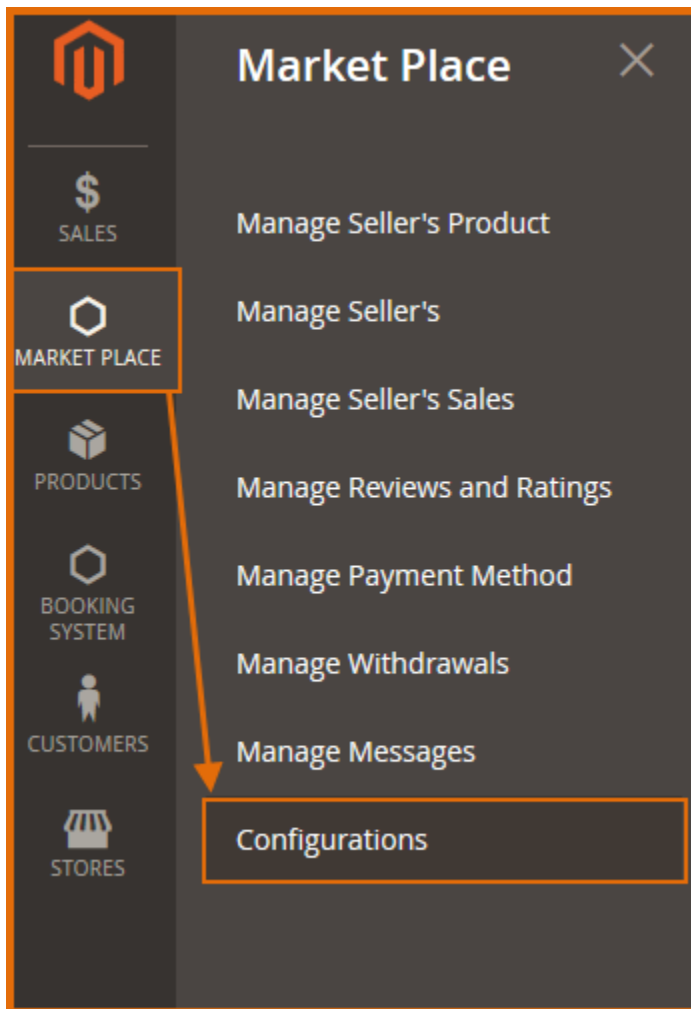 SALES
MARKET PLACE
PRODUCTS
BOOKING
SYSTEM
CUSTOMERS
STORES
Market Place
Manage Seller's Product
Manage Seller's
Manage Seller's Sales
Manage Reviews and Ratings
Manage Payment Method
Manage Withdrawals
Manage Messages
Configurations